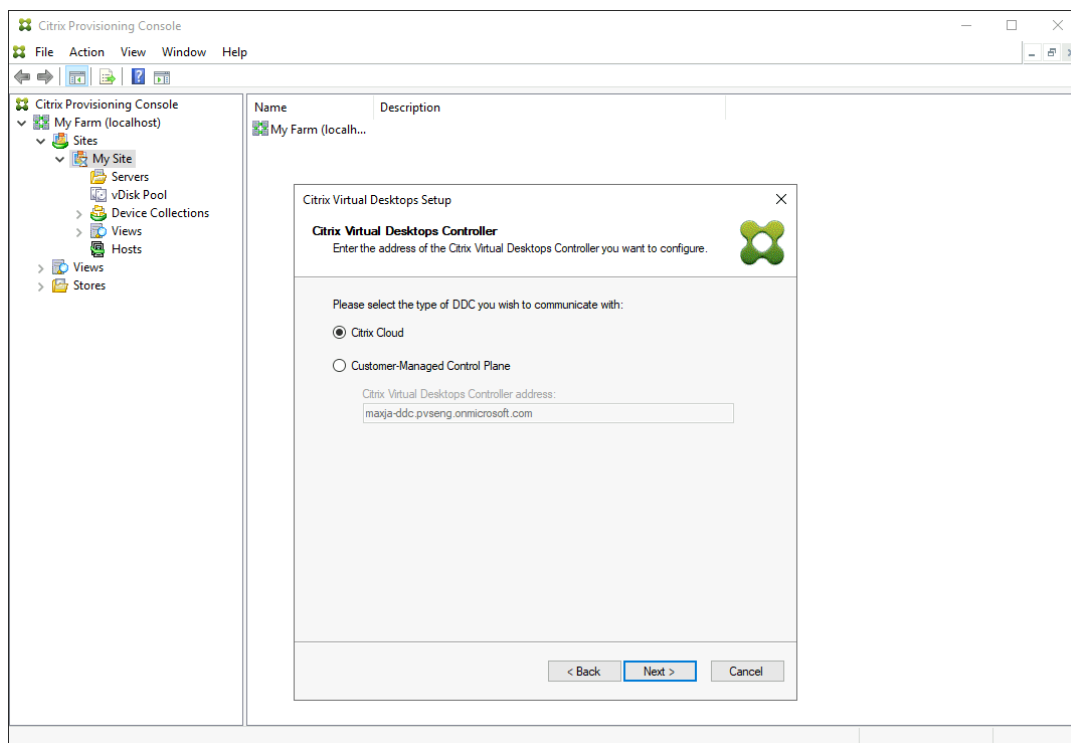 Citrix Provisioning Console
File Action View Window Help
Citrix Provisioning Console
My Farm (localhost)
Sites
My Site
Servers
vDisk Pool
Device Collections
Views
Hosts
Views
Stores
Name Description
My Farm (localh...
Citrix Virtual Desktops Setup
Citrix Virtual Desktops Controller
Enter the address of the Citrix Virtual Desktops Controller you want to configure.
Please select the type of DDC you wish to communicate with:
Citrix Cloud
Customer-Managed Control Plane
Citrix Virtual Desktops Controller address:
maxja-ddc.pvseng.onmicrosoft.com
< Back Next > Cancel